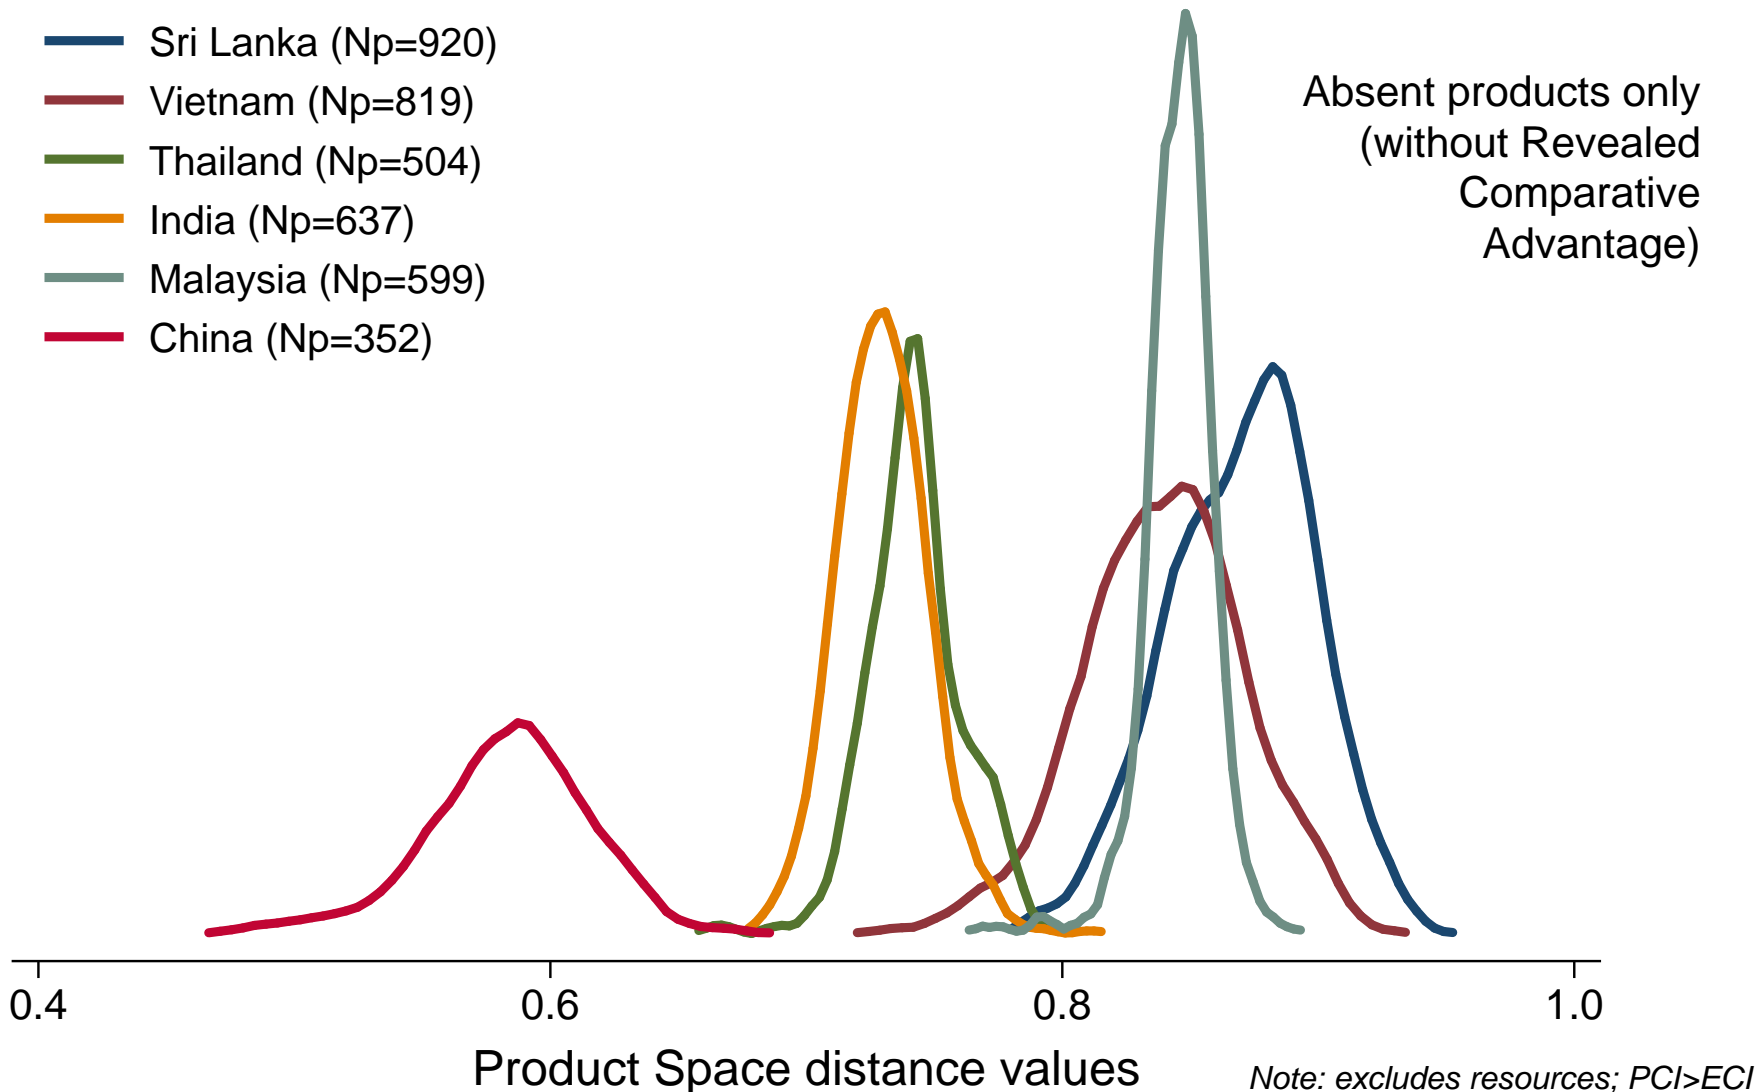 Sri Lanka (Np=920)
Vietnam (Np=819)
Thailand (Np=504)
India (Np=637)
Malaysia (Np=599)
China (Np=352)
Absent products only
(without Revealed
Comparative
Advantage)
0.4 0.6 0.8 1.0
Product Space distance values
Note: excludes resources; PCI>ECI